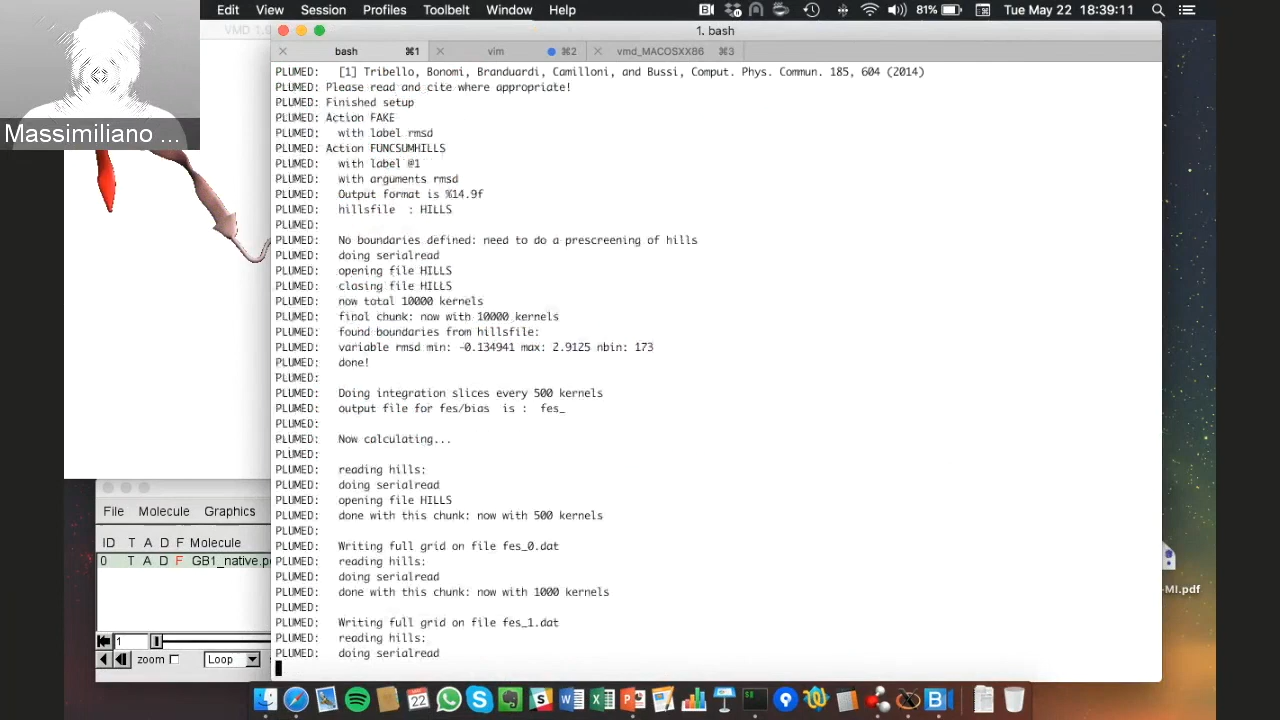 Edit View Session Profiles Toolbelt Window Help 81% Tue May 22 18:39:11
VMD 1.9
1. bash
bash ⌘1 vim ⌘2 vmd_MACOSXX86 ⌘3
Massimiliano ...
PLUMED: [1] Tribello, Bonomi, Branduardi, Camilloni, and Bussi, Comput. Phys. Commun. 185, 604 (2014)
PLUMED: Please read and cite where appropriate!
PLUMED: Finished setup
PLUMED: Action FAKE
PLUMED: with label rmsd
PLUMED: Action FUNCSUMHILLS
PLUMED: with label @1
PLUMED: with arguments rmsd
PLUMED: Output format is %14.9f
PLUMED: hillsfile : HILLS
PLUMED:
PLUMED: No boundaries defined: need to do a prescreening of hills
PLUMED: doing serialread
PLUMED: opening file HILLS
PLUMED: closing file HILLS
PLUMED: now total 10000 kernels
PLUMED: final chunk: now with 10000 kernels
PLUMED: found boundaries from hillsfile:
PLUMED: variable rmsd min: -0.134941 max: 2.9125 nbin: 173
PLUMED: done!
PLUMED:
PLUMED: Doing integration slices every 500 kernels
PLUMED: output file for fes/bias is : fes_
PLUMED:
PLUMED: Now calculating...
PLUMED:
PLUMED: reading hills:
PLUMED: doing serialread
PLUMED: opening file HILLS
PLUMED: done with this chunk: now with 500 kernels
PLUMED:
PLUMED: Writing full grid on file fes_0.dat
PLUMED: reading hills:
PLUMED: doing serialread
PLUMED: done with this chunk: now with 1000 kernels
PLUMED:
PLUMED: Writing full grid on file fes_1.dat
PLUMED: reading hills:
PLUMED: doing serialread
File Molecule Graphics
ID T A D F Molecule
0 T A D F GB1_native.p
1
zoom Loop
-MI.pdf
22